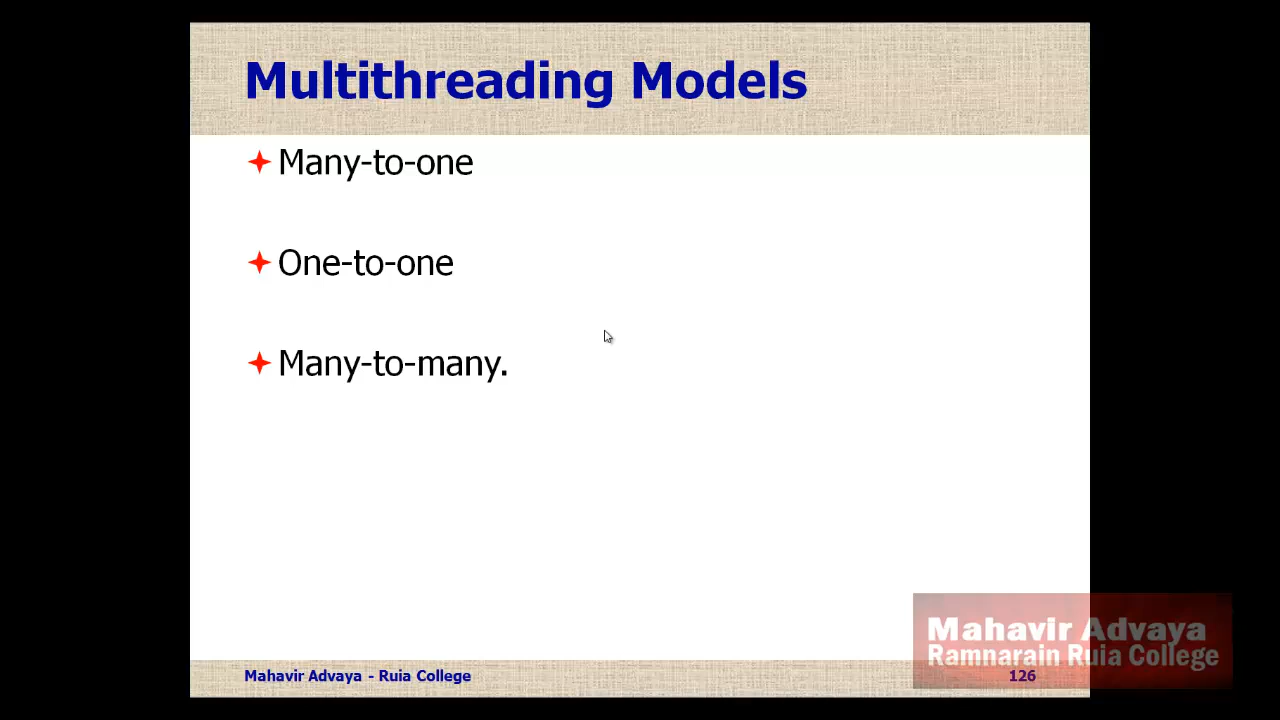 Multithreading Models
Many-to-one
One-to-one
Many-to-many.
Mahavir Advaya
Ramnarain Ruia College
Mahavir Advaya - Ruia College
126